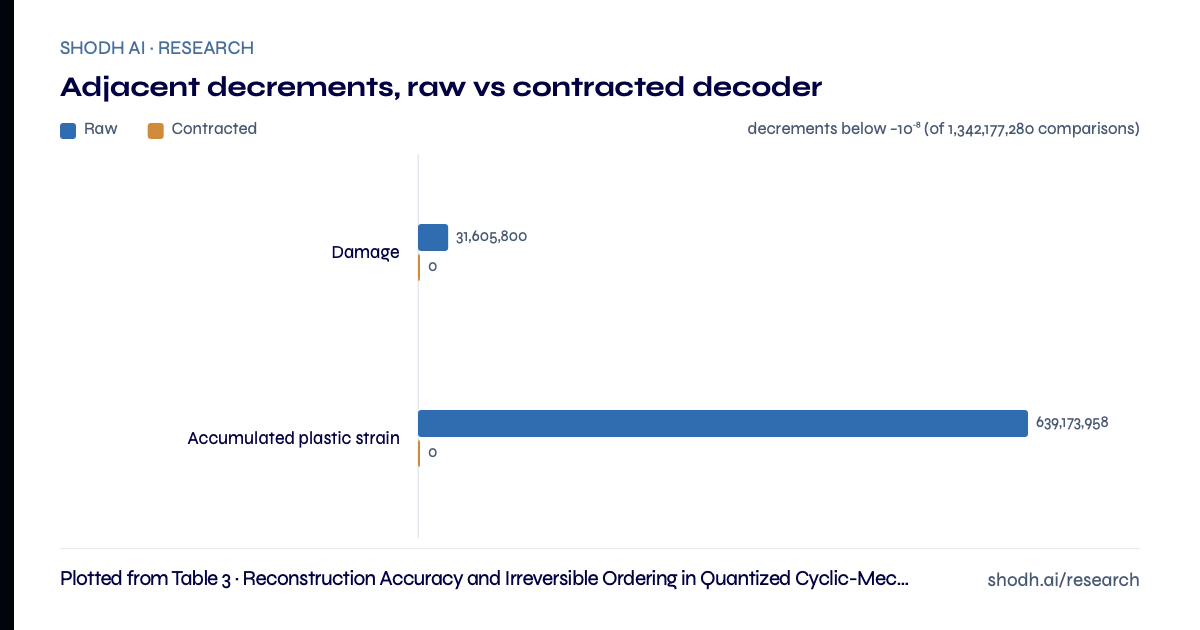 SHODH AI · RESEARCH
Adjacent decrements, raw vs contracted decoder
Raw Contracted decrements below −10⁻⁸ (of 1,342,177,280 comparisons)
Damage
31,605,800
0
Accumulated plastic strain
639,173,958
0
Plotted from Table 3 · Reconstruction Accuracy and Irreversible Ordering in Quantized Cyclic-Mec... shodh.ai/research